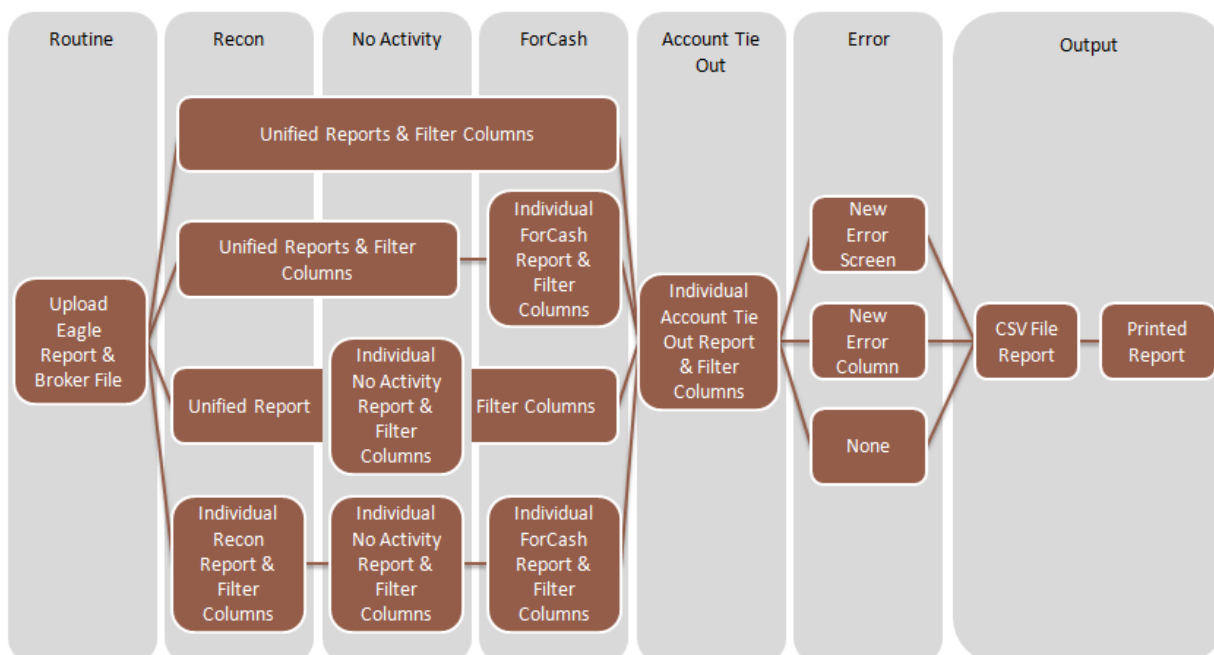 Routine
Recon
No Activity
ForCash
Account Tie
Out
Error
Output
Unified Reports & Filter Columns
Unified Reports & Filter
Columns
Individual
ForCash
Report &
Filter
Columns
New
Error
Screen
Upload
Eagle
Report &
Broker File
Individual
Account Tie
Out Report
& Filter
Columns
New
Error
Column
CSV File
Report
Printed
Report
Unified Report
Individual
No Activity
Report &
Filter
Columns
Filter Columns
None
Individual
Recon
Report &
Filter
Columns
Individual
No Activity
Report &
Filter
Columns
Individual
ForCash
Report &
Filter
Columns